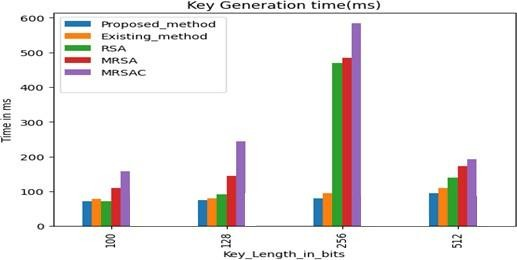 Key Generation time(ms)
Proposed_method
Existing_method
RSA
MRSA
MRSAC
600
500
400
300
200
100
0
Time in ms
100
128
256
512
Key_Length_in_bits